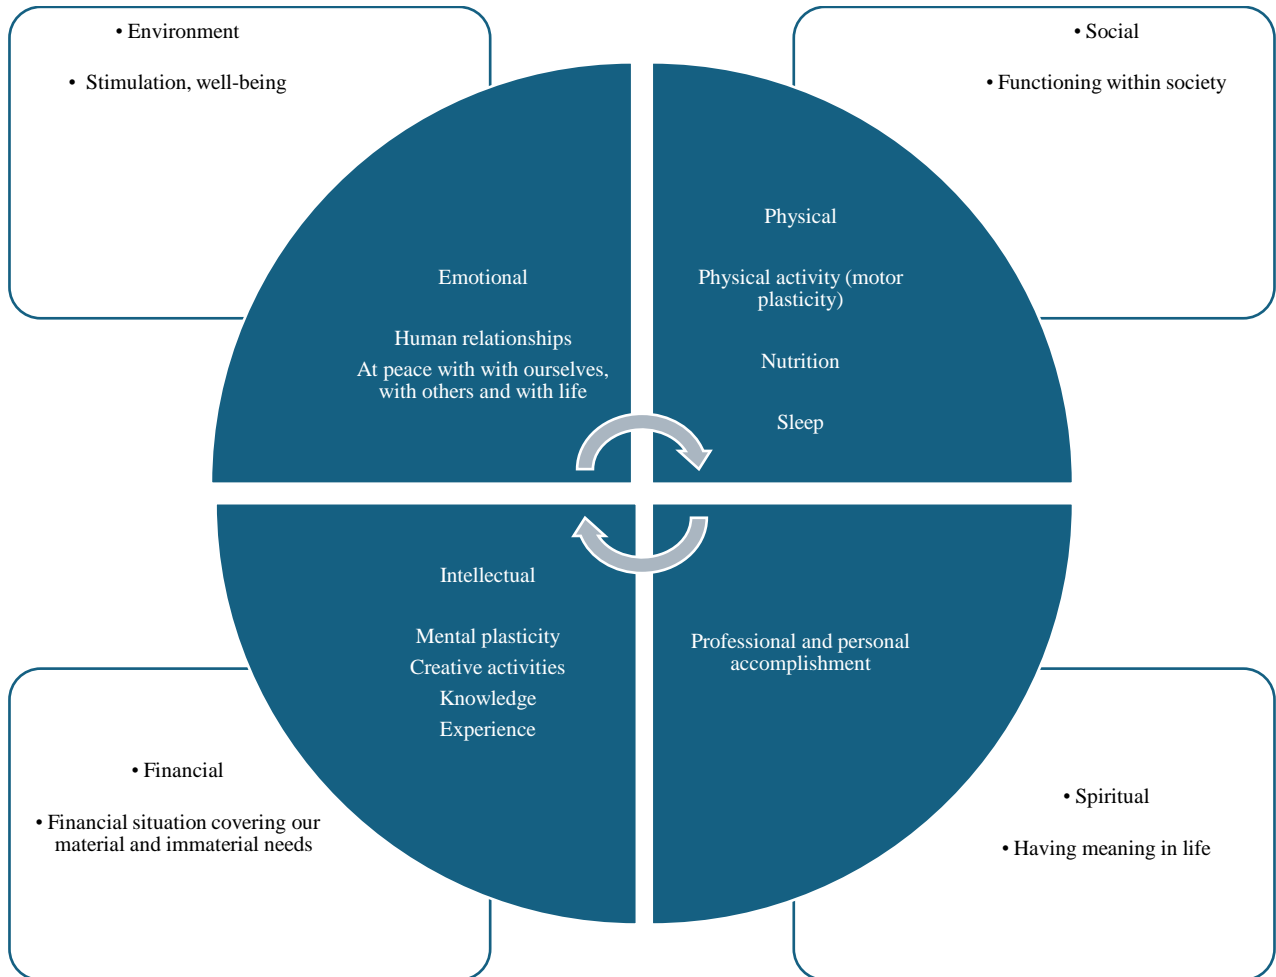 • Environment
• Stimulation, well-being
• Social
• Functioning within society
Emotional
Human relationships
At peace with with ourselves,
with others and with life
Physical
Physical activity (motor
plasticity)
Nutrition
Sleep
Intellectual
Mental plasticity
Creative activities
Knowledge
Experience
Professional and personal
accomplishment
• Financial
• Financial situation covering our
material and immaterial needs
• Spiritual
• Having meaning in life